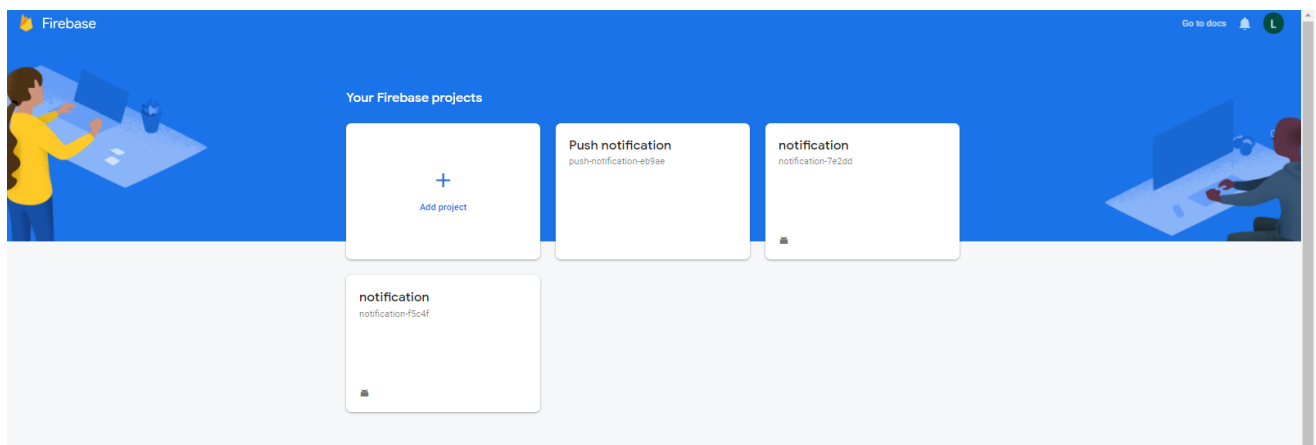 Firebase
Go to docs
L
Your Firebase projects
Add project
Push notification
push-notification-eb9ae
notification
notification-7e2dd
notification
notification-f5c4f